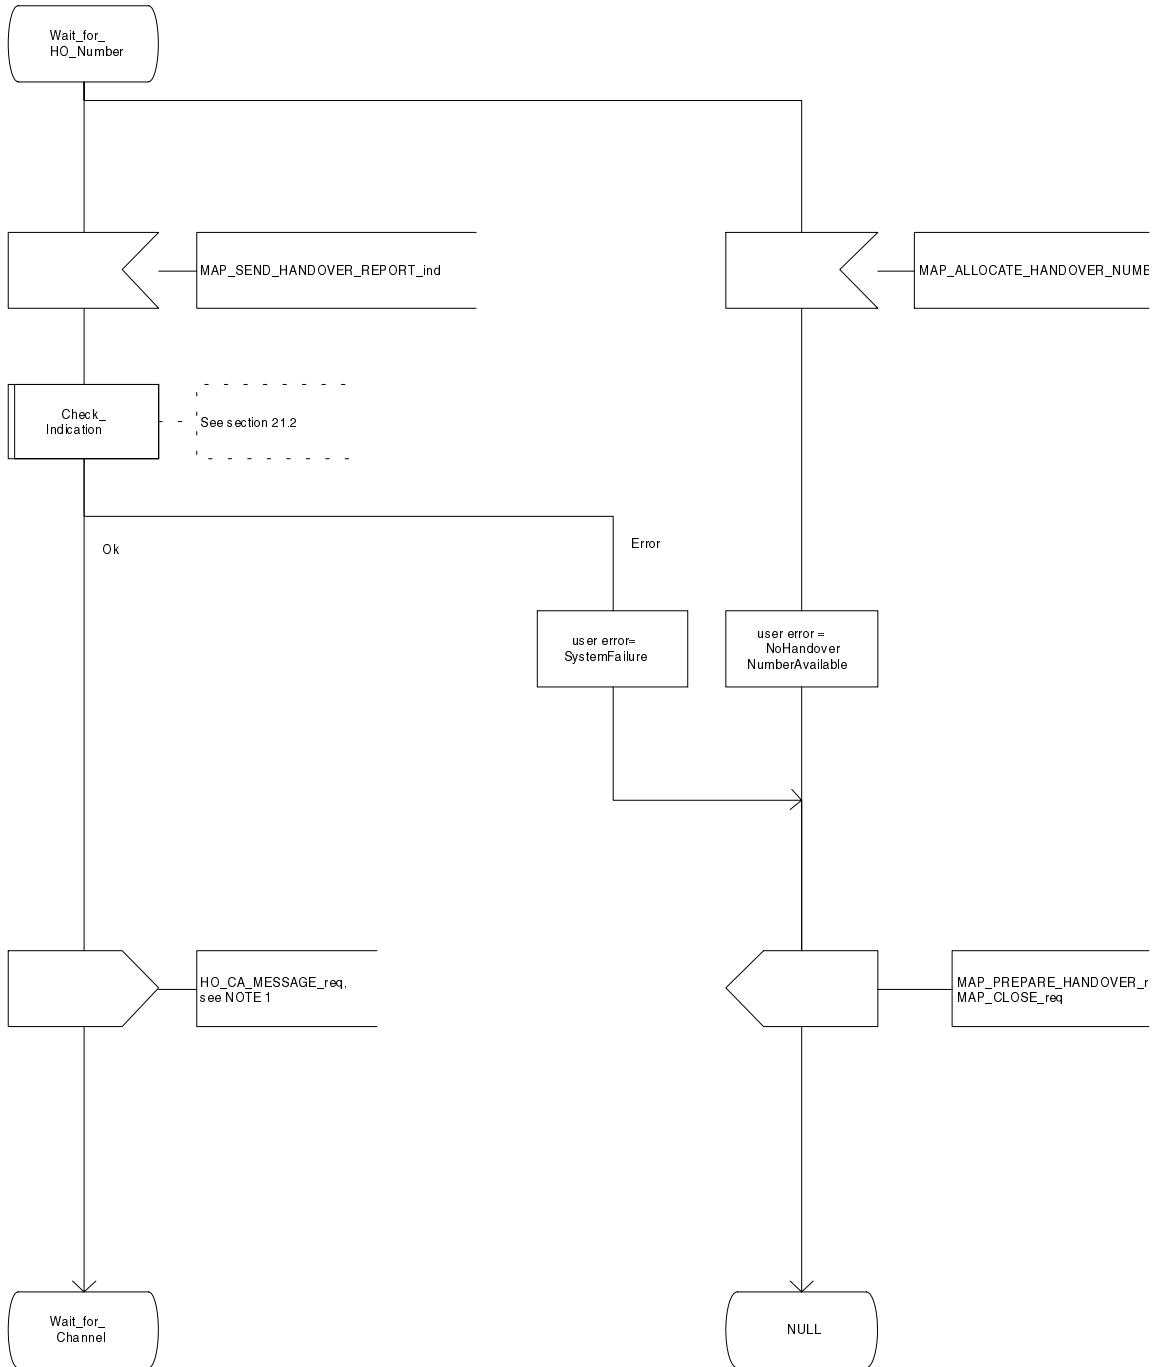 Wait_for_
HO_Number
MAP_SEND_HANDOVER_REPORT_ind
MAP_ALLOCATE_HANDOVER_NUMB
Check_
Indication
See section 21.2
Ok
Error
user error=
SystemFailure
user error =
NoHandover
NumberAvailable
HO_CA_MESSAGE_req,
see NOTE 1
MAP_PREPARE_HANDOVER_r
MAP_CLOSE_req
Wait_for_
Channel
NULL